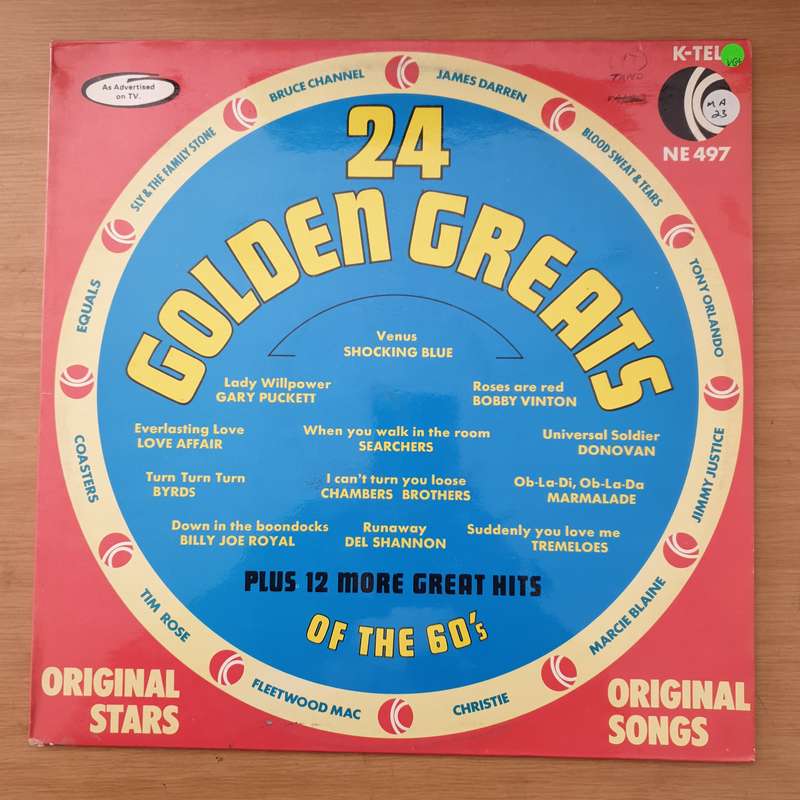 As Advertised
on TV.
K-TEL
VG+
MA
23
NE 497
BRUCE CHANNEL
JAMES DARREN
BLOOD SWEAT & TEARS
TONY ORLANDO
JIMMY JUSTICE
MARCIE BLAINE
CHRISTIE
FLEETWOOD MAC
TIM ROSE
COASTERS
EQUALS
SLY & THE FAMILY STONE
24
GOLDEN GREATS
Venus
SHOCKING BLUE
Lady Willpower
GARY PUCKETT
Roses are red
BOBBY VINTON
Everlasting Love
LOVE AFFAIR
When you walk in the room
SEARCHERS
Universal Soldier
DONOVAN
Turn Turn Turn
BYRDS
I can't turn you loose
CHAMBERS BROTHERS
Ob-La-Di, Ob-La-Da
MARMALADE
Down in the boondocks
BILLY JOE ROYAL
Runaway
DEL SHANNON
Suddenly you love me
TREMELOES
PLUS 12 MORE GREAT HITS
OF THE 60's
ORIGINAL
STARS
ORIGINAL
SONGS